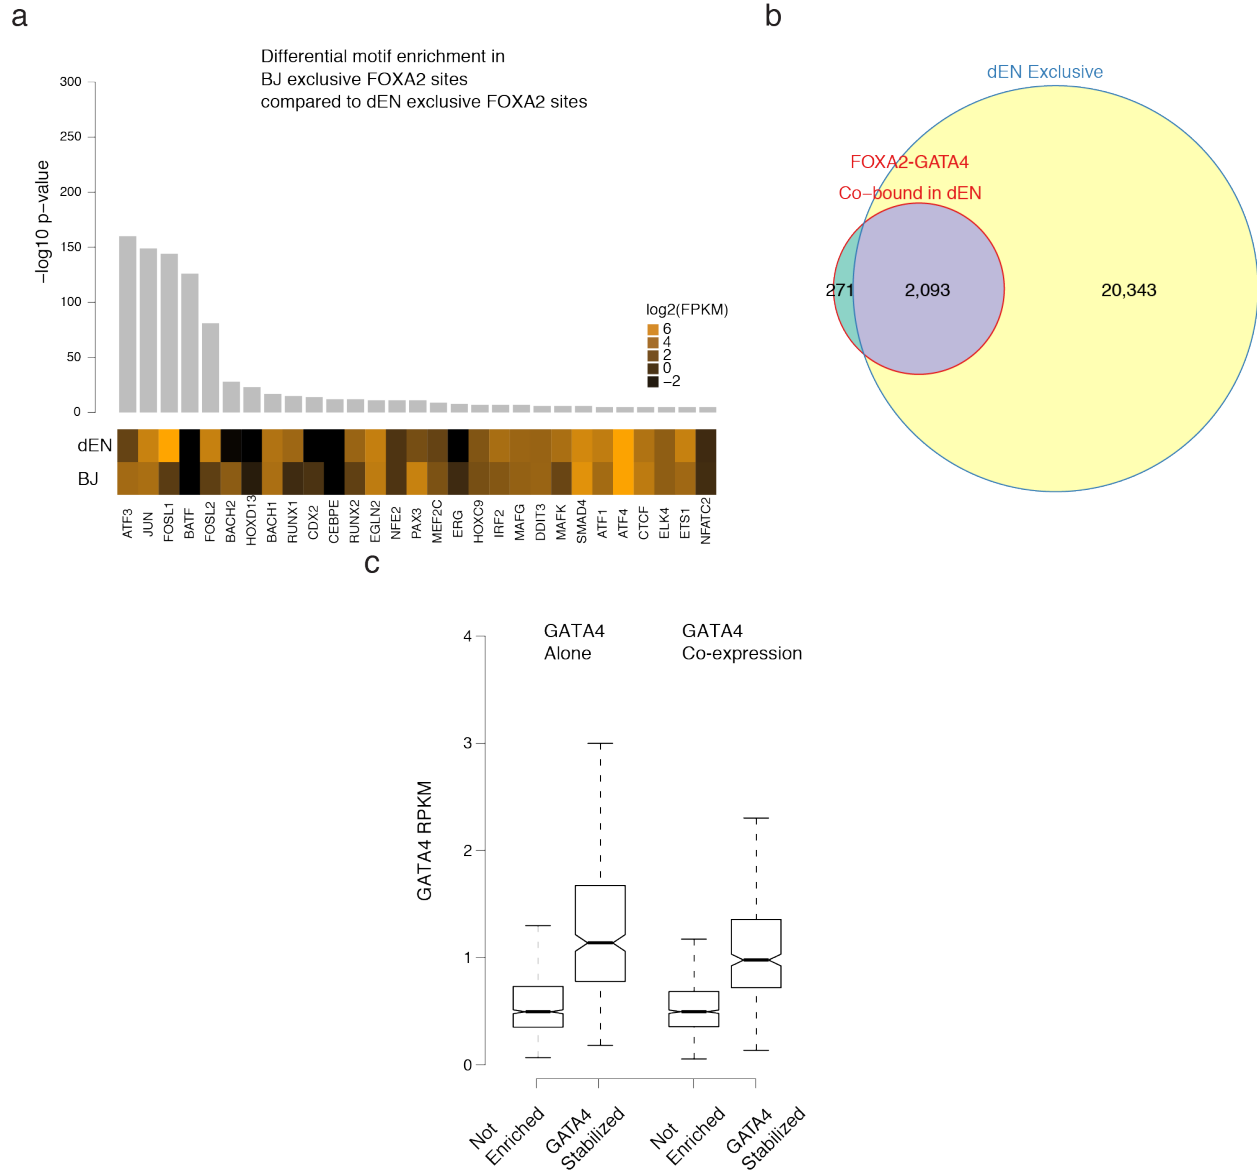 a
Differential motif enrichment in
BJ exclusive FOXA2 sites
compared to dEN exclusive FOXA2 sites
−log10 p−value
300
250
200
150
100
50
0
log2(FPKM)
6
4
2
0
−2
dEN
BJ
ATF3
JUN
FOSL1
BATF
FOSL2
BACH2
HOXD13
BACH1
RUNX1
CDX2
CEBPE
RUNX2
EGLN2
NFE2
PAX3
MEF2C
ERG
HOXC9
IRF2
MAFG
DDIT3
MAFK
SMAD4
ATF1
ATF4
CTCF
ELK4
ETS1
NFATC2
b
dEN Exclusive
FOXA2-GATA4
Co−bound in dEN
271
2,093
20,343
c
GATA4
Alone
GATA4
Co-expression
GATA4 RPKM
4
3
2
1
0
Not
Enriched
GATA4
Stabilized
Not
Enriched
GATA4
Stabilized